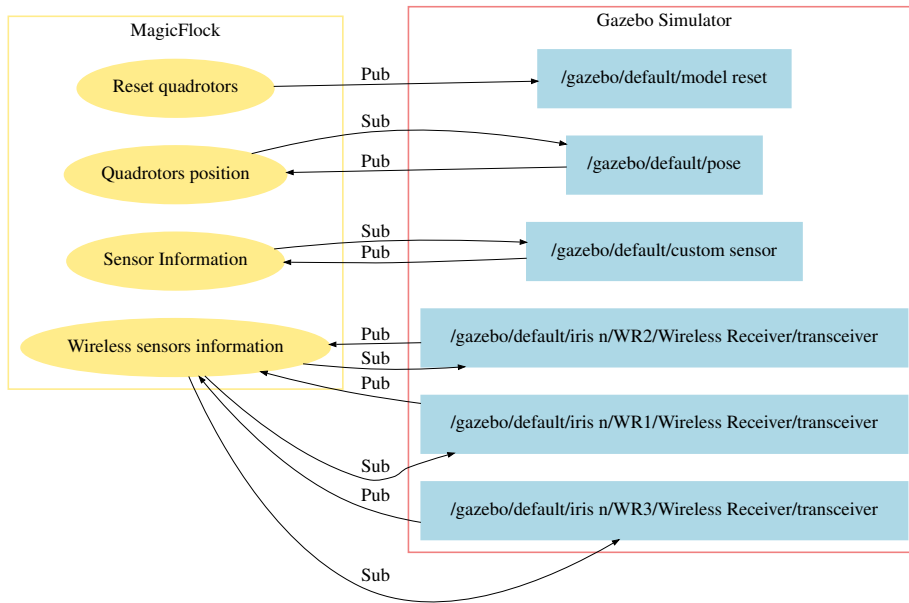 MagicFlock
Gazebo Simulator
Reset quadrotors
Pub
/gazebo/default/model reset
Sub
Quadrotors position
Pub
/gazebo/default/pose
Sub
Sensor Information
Pub
/gazebo/default/custom sensor
Pub
Wireless sensors information
Sub
/gazebo/default/iris n/WR2/Wireless Receiver/transceiver
Pub
/gazebo/default/iris n/WR1/Wireless Receiver/transceiver
Sub
Pub
/gazebo/default/iris n/WR3/Wireless Receiver/transceiver
Sub